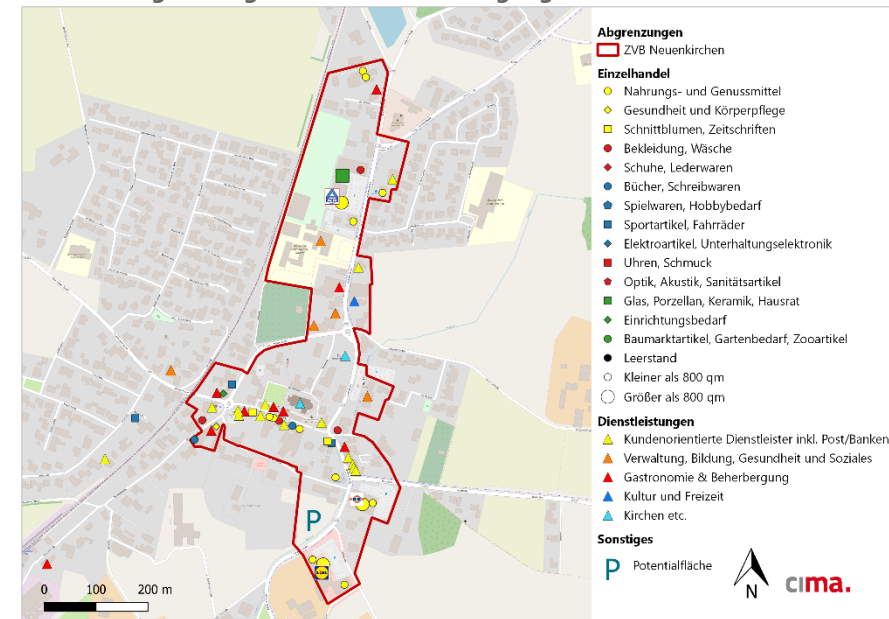 Abgrenzungen
ZVB Neuenkirchen
Einzelhandel
Nahrungs- und Genussmittel
Gesundheit und Körperpflege
Schnittblumen, Zeitschriften
Bekleidung, Wäsche
Schuhe, Lederwaren
Bücher, Schreibwaren
Spielwaren, Hobbybedarf
Sportartikel, Fahrräder
Elektroartikel, Unterhaltungselektronik
Uhren, Schmuck
Optik, Akustik, Sanitätsartikel
Glas, Porzellan, Keramik, Hausrat
Einrichtungsbedarf
Baumarktartikel, Gartenbedarf, Zooartikel
Leerstand
Kleiner als 800 qm
Größer als 800 qm
Dienstleistungen
Kundenorientierte Dienstleister inkl. Post/Banken
Verwaltung, Bildung, Gesundheit und Soziales
Gastronomie & Beherbergung
Kultur und Freizeit
Kirchen etc.
Sonstiges
P Potentialfläche
N
cima.
P
0 100 200 m